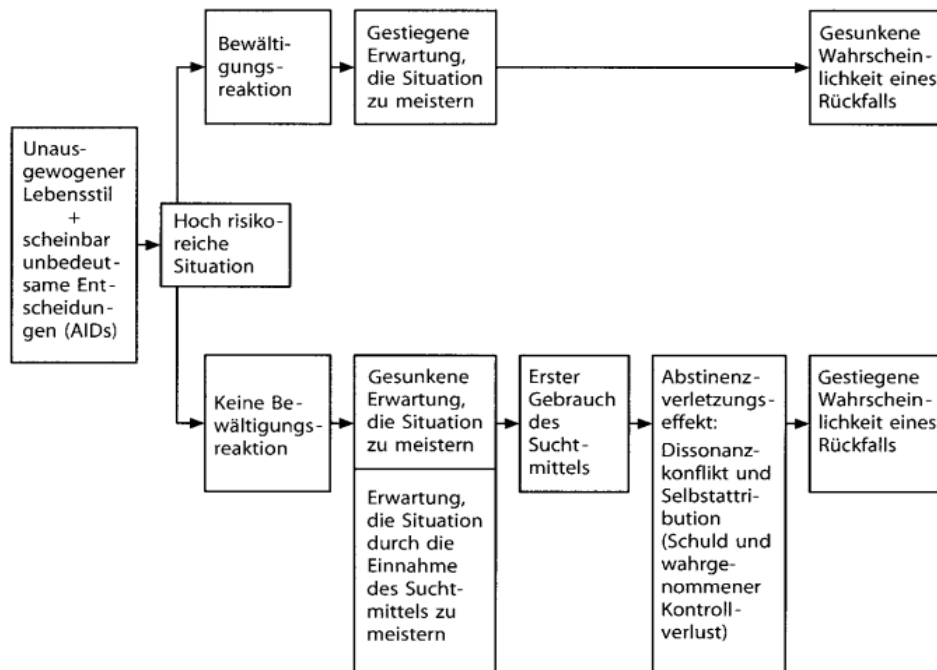 Unaus-
gewogener
Lebensstil
+
scheinbar
unbedeut-
same Ent-
scheidun-
gen (AIDs)
Hoch risiko-
reiche
Situation
Bewälti-
gungs-
reaktion
Gestiegene
Erwartung,
die Situation
zu meistern
Gesunkene
Wahrschein-
lichkeit eines
Rückfalls
Keine Be-
wältigungs-
reaktion
Gesunkene
Erwartung,
die Situation
zu meistern
Erwartung,
die Situation
durch die
Einnahme
des Sucht-
mittels zu
meistern
Erster
Gebrauch
des
Sucht-
mittels
Abstinenz-
verletzungs-
effekt:
Dissonanz-
konflikt und
Selbstattri-
bution
(Schuld und
wahrge-
nommener
Kontroll-
verlust)
Gestiegene
Wahrschein-
lichkeit eines
Rückfalls